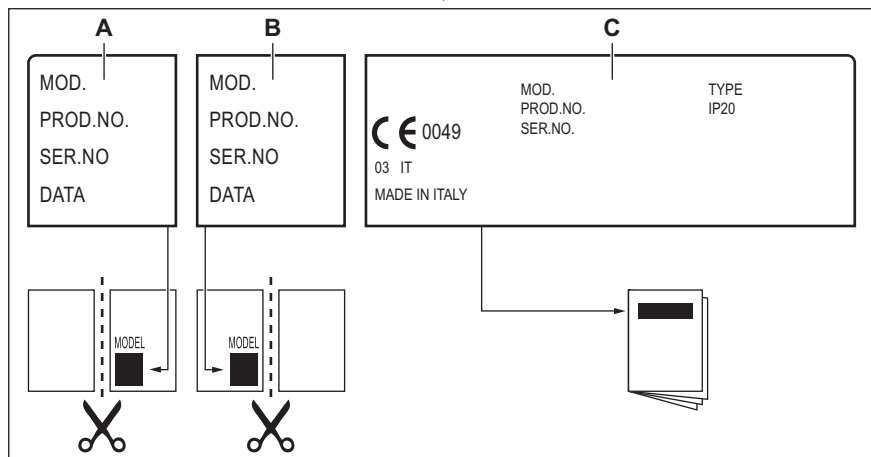 A
B
C
MOD.
PROD.NO.
SER.NO
DATA
MOD.
PROD.NO.
SER.NO
DATA
MOD.
PROD.NO.
SER.NO.
TYPE
IP20
CE 0049
03 IT
MADE IN ITALY
MODEL
MODEL